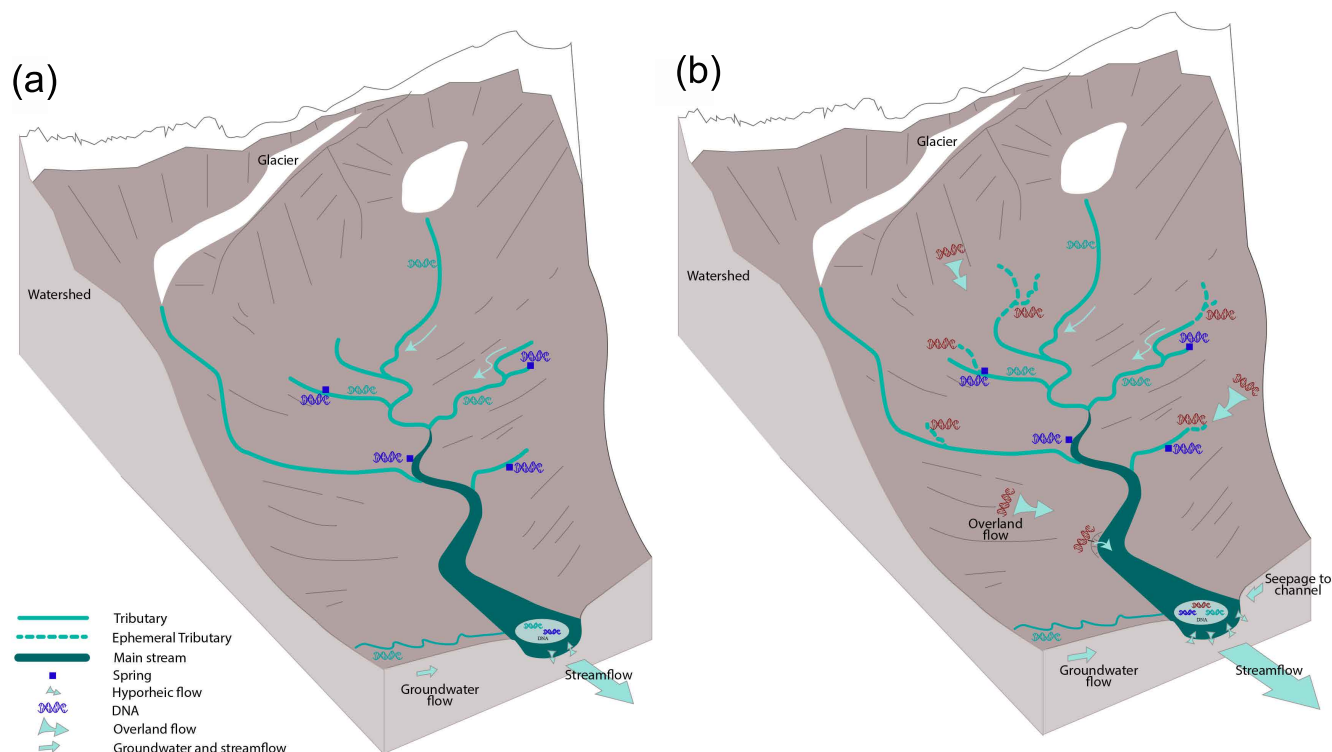 (a)
Glacier
Watershed
DNA
Streamflow
Groundwater
flow
Tributary
Ephemeral Tributary
Main stream
Spring
Hyporheic flow
DNA
Overland flow
Groundwater and streamflow
(b)
Glacier
Watershed
Overland
flow
Seepage to
channel
DNA
Streamflow
Groundwater
flow